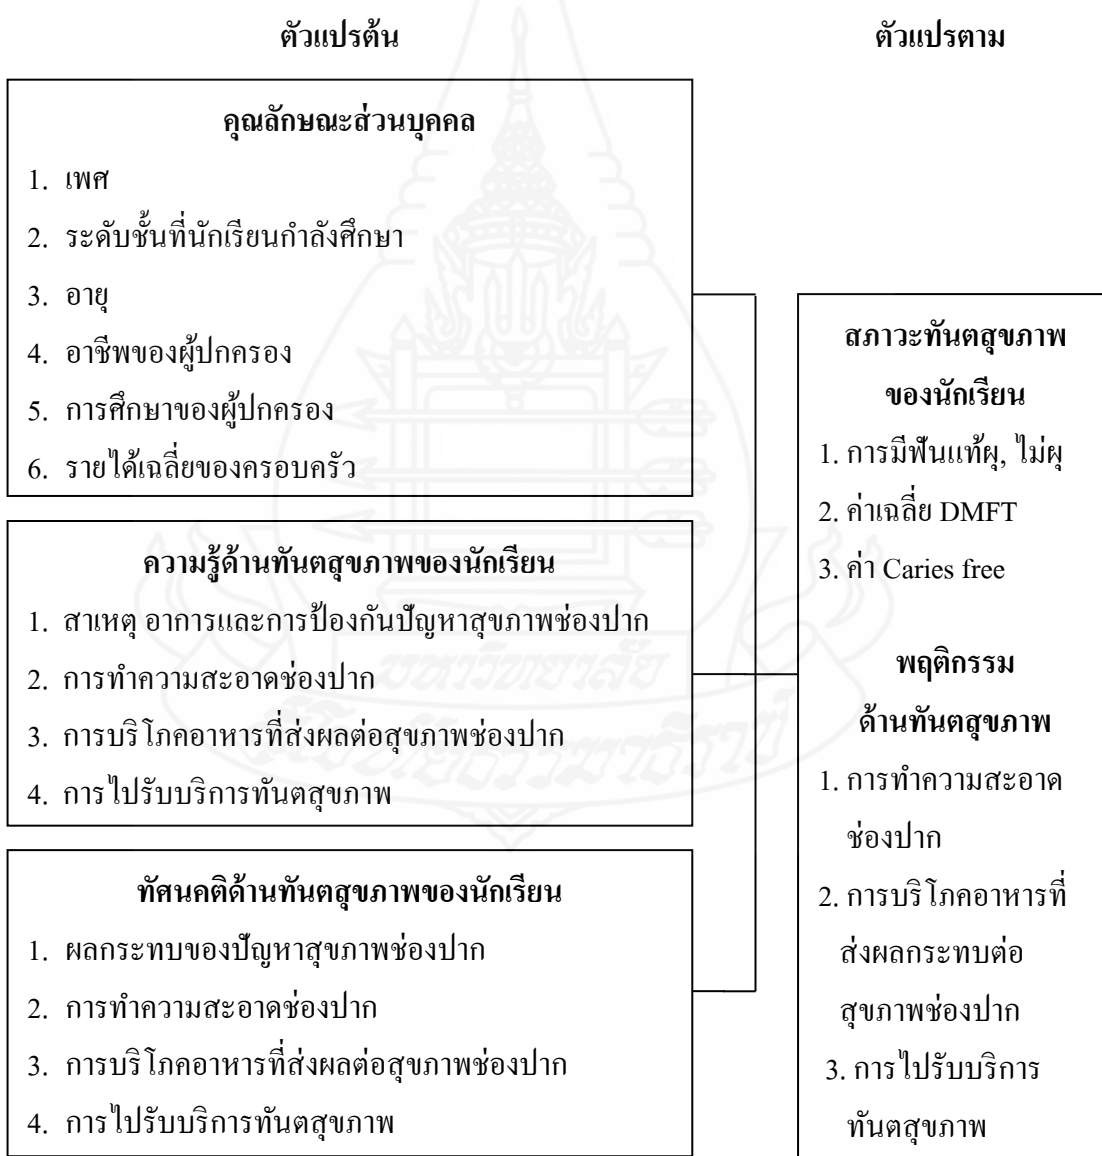 ตัวแปรต้น
ตัวแปรตาม
คุณลักษณะส่วนบุคคล
1. เพศ
2. ระดับชั้นที่นักเรียนกำลังศึกษา
3. อายุ
4. อาชีพของผู้ปกครอง
5. การศึกษาของผู้ปกครอง
6. รายได้เฉลี่ยของครอบครัว
ความรู้ด้านทันตสุขภาพของนักเรียน
1. สาเหตุ อาการและการป้องกันปัญหาสุขภาพช่องปาก
2. การทำความสะอาดช่องปาก
3. การบริโภคอาหารที่ส่งผลต่อสุขภาพช่องปาก
4. การไปรับบริการทันตสุขภาพ
ทัศนคติด้านทันตสุขภาพของนักเรียน
1. ผลกระทบของปัญหาสุขภาพช่องปาก
2. การทำความสะอาดช่องปาก
3. การบริโภคอาหารที่ส่งผลต่อสุขภาพช่องปาก
4. การไปรับบริการทันตสุขภาพ
สภาวะทันตสุขภาพ
ของนักเรียน
1. การมีฟันแท้ผุ, ไม่ผุ
2. ค่าเฉลี่ย DMFT
3. ค่า Caries free
พฤติกรรม
ด้านทันตสุขภาพ
1. การทำความสะอาด
ช่องปาก
2. การบริโภคอาหารที่
ส่งผลกระทบต่อ
สุขภาพช่องปาก
3. การไปรับบริการ
ทันตสุขภาพ
มหาวิทยาลัย
สุโขทัยธรรมาธิราช